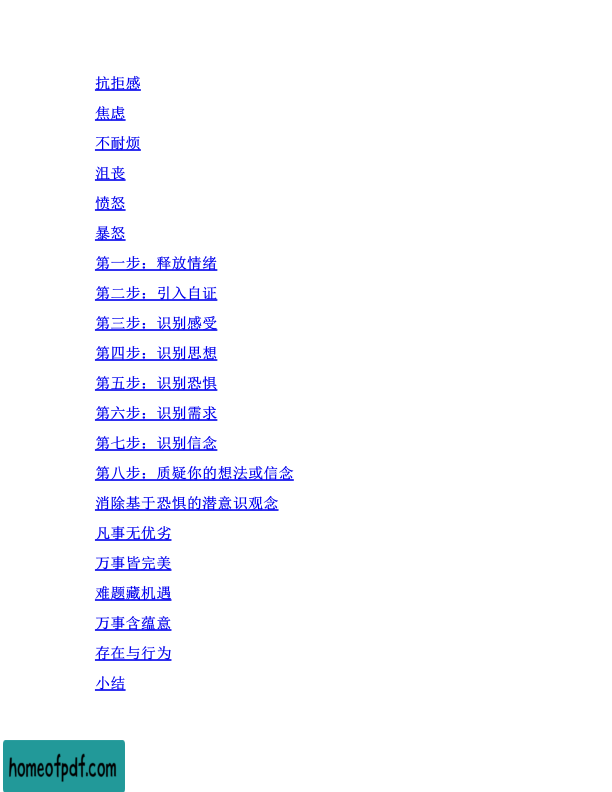 抗拒感
焦虑
不耐烦
沮丧
愤怒
暴怒
第一步：释放情绪
第二步：引入自证
第三步：识别感受
第四步：识别思想
第五步：识别恐惧
第六步：识别需求
第七步：识别信念
第八步：质疑你的想法或信念
消除基于恐惧的潜意识观念
凡事无优劣
万事皆完美
难题藏机遇
万事含蕴意
存在与行为
小结
homeofpdf.com